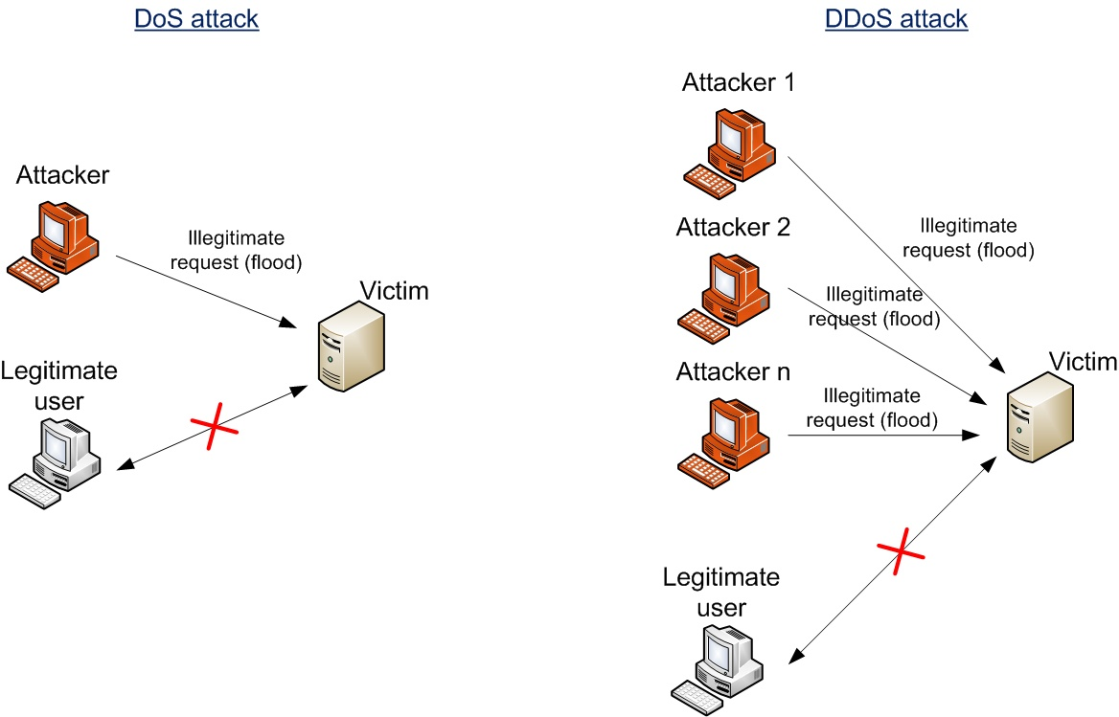 DoS attack
Attacker
Illegitimate
request (flood)
Victim
Legitimate
user
DDoS attack
Attacker 1
Illegitimate
request (flood)
Attacker 2
Illegitimate
request (flood)
Victim
Attacker n
Illegitimate
request (flood)
Legitimate
user